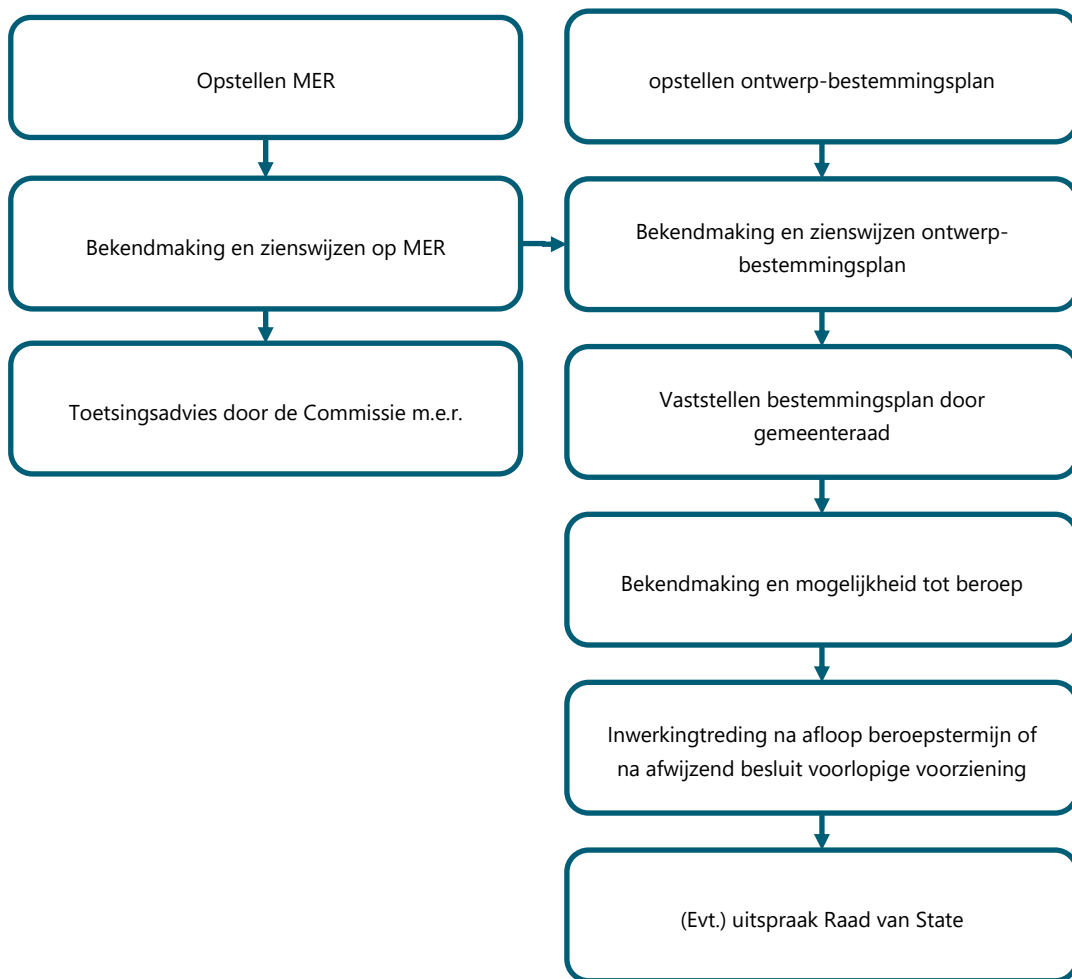 Opstellen MER
Bekendmaking en zienswijzen op MER
Toetsingsadvies door de Commissie m.e.r.
opstellen ontwerp-bestemmingsplan
Bekendmaking en zienswijzen ontwerp-
bestemmingsplan
Vaststellen bestemmingsplan door
gemeenteraad
Bekendmaking en mogelijkheid tot beroep
Inwerkingtreding na afloop beroepstermijn of
na afwijzend besluit voorlopige voorziening
(Evt.) uitspraak Raad van State